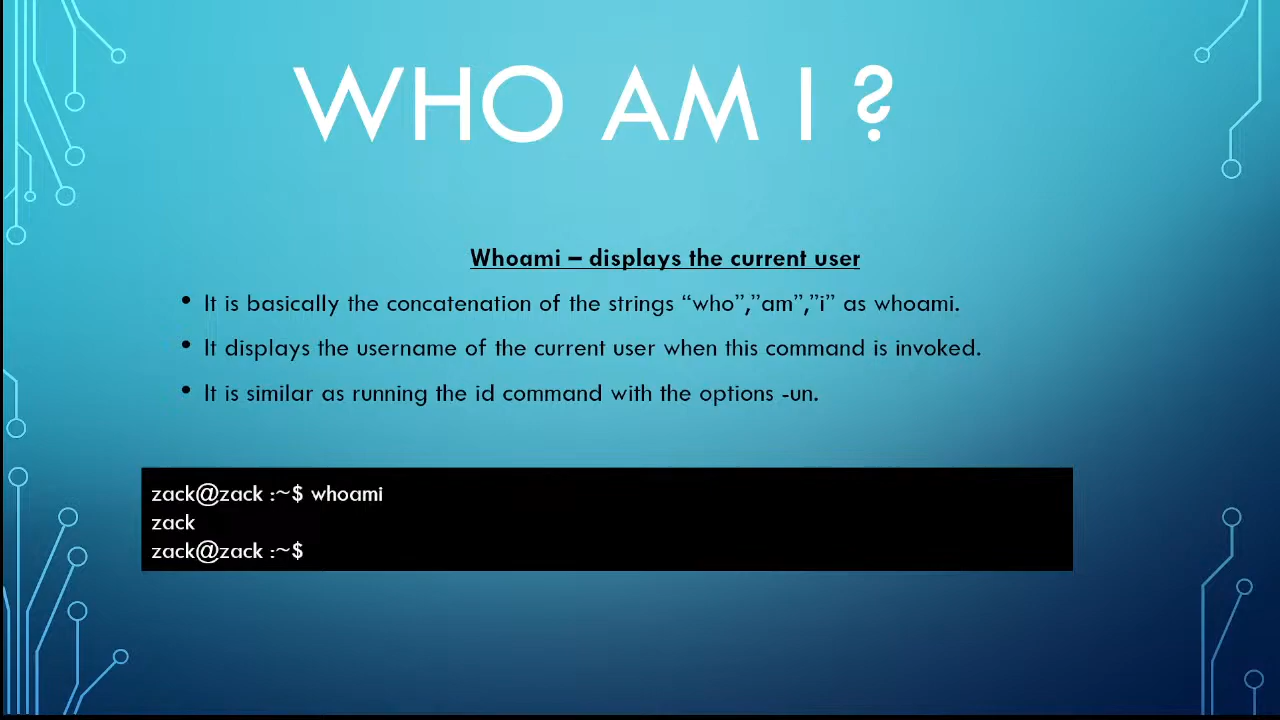 WHO AM I ?
Whoami – displays the current user
• It is basically the concatenation of the strings “who”,”am”,”i” as whoami.
• It displays the username of the current user when this command is invoked.
• It is similar as running the id command with the options -un.
zack@zack :~$ whoami
zack
zack@zack :~$